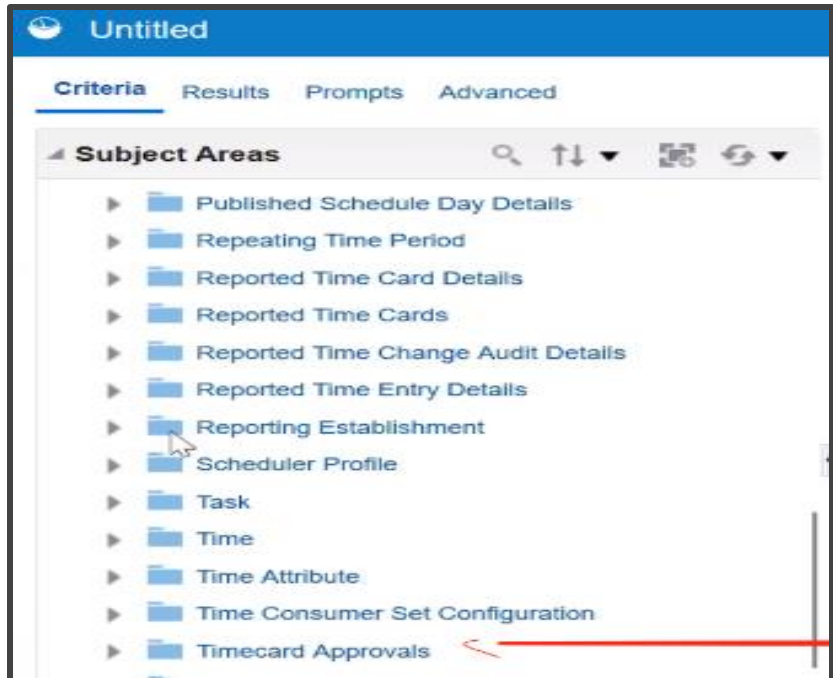 Untitled
Criteria Results Prompts Advanced
Subject Areas
Published Schedule Day Details
Repeating Time Period
Reported Time Card Details
Reported Time Cards
Reported Time Change Audit Details
Reported Time Entry Details
Reporting Establishment
Scheduler Profile
Task
Time
Time Attribute
Time Consumer Set Configuration
Timecard Approvals